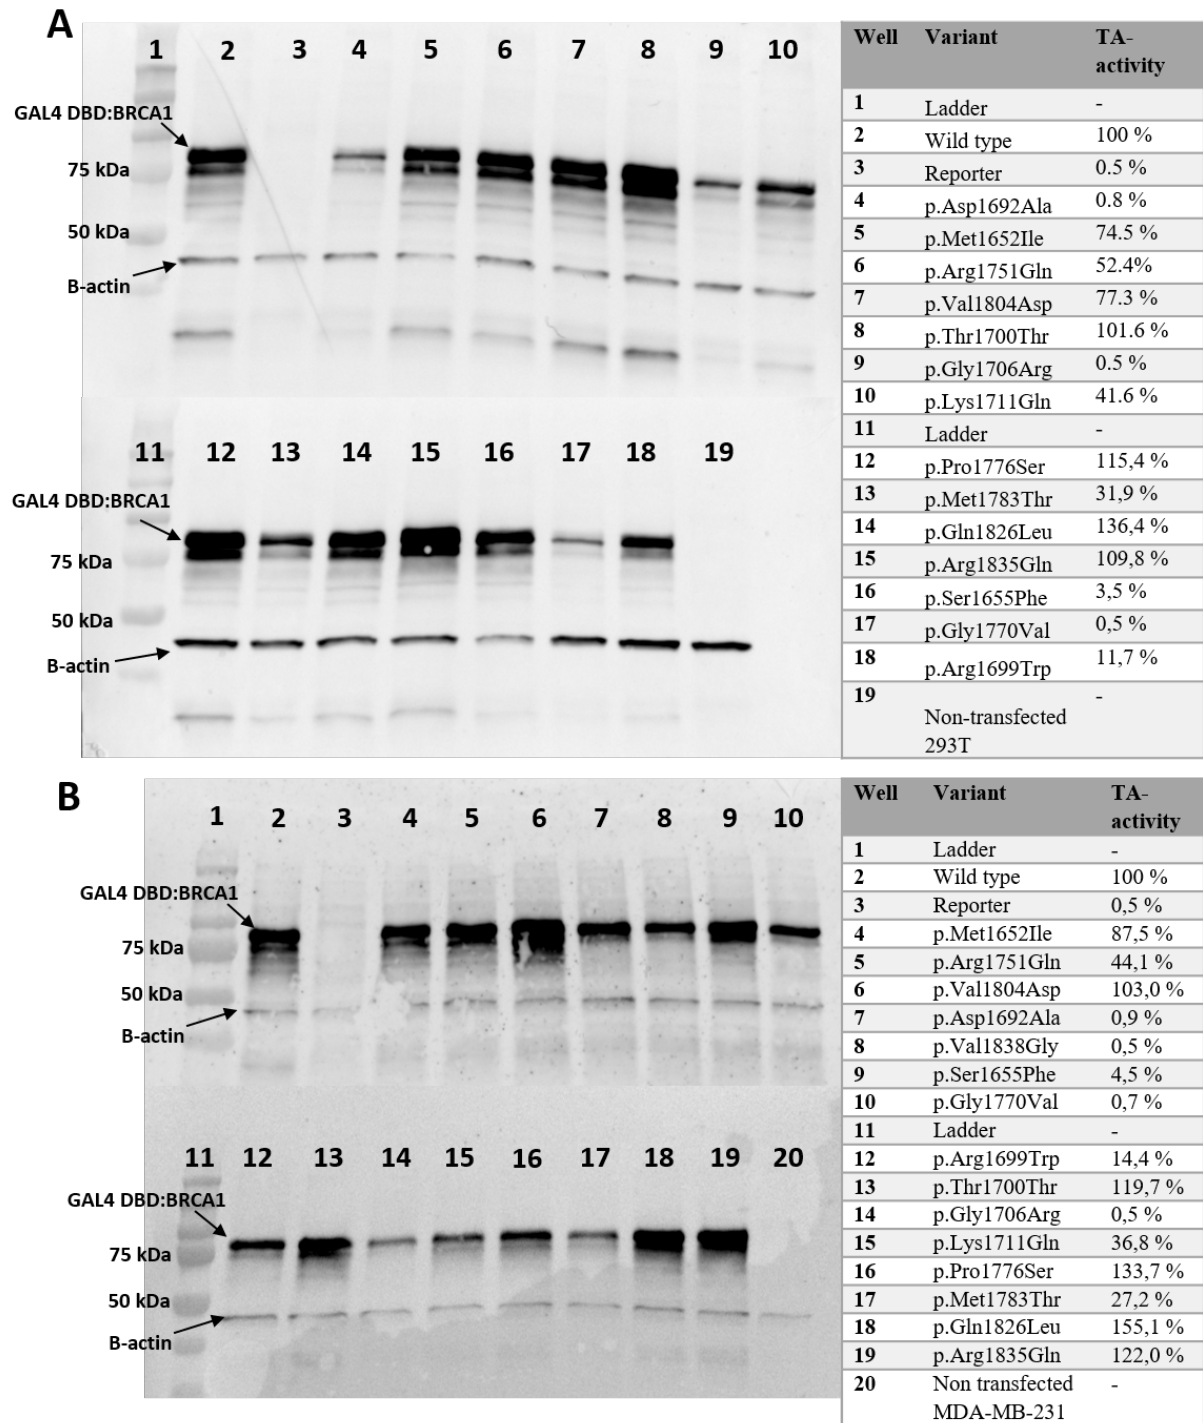 A
1 2 3 4 5 6 7 8 9 10
GAL4 DBD:BRCA1
75 kDa
50 kDa
B-actin
11 12 13 14 15 16 17 18 19
GAL4 DBD:BRCA1
75 kDa
50 kDa
B-actin
Well Variant TA-
activity
1 Ladder -
2 Wild type 100 %
3 Reporter 0.5 %
4 p.Asp1692Ala 0.8 %
5 p.Met1652Ile 74.5 %
6 p.Arg1751Gln 52.4%
7 p.Val1804Asp 77.3 %
8 p.Thr1700Thr 101.6 %
9 p.Gly1706Arg 0.5 %
10 p.Lys1711Gln 41.6 %
11 Ladder -
12 p.Pro1776Ser 115,4 %
13 p.Met1783Thr 31,9 %
14 p.Gln1826Leu 136,4 %
15 p.Arg1835Gln 109,8 %
16 p.Ser1655Phe 3,5 %
17 p.Gly1770Val 0,5 %
18 p.Arg1699Trp 11,7 %
19 -
Non-transfected
293T
B
1 2 3 4 5 6 7 8 9 10
GAL4 DBD:BRCA1
75 kDa
50 kDa
B-actin
11 12 13 14 15 16 17 18 19 20
GAL4 DBD:BRCA1
75 kDa
50 kDa
B-actin
Well Variant TA-
activity
1 Ladder -
2 Wild type 100 %
3 Reporter 0,5 %
4 p.Met1652Ile 87,5 %
5 p.Arg1751Gln 44,1 %
6 p.Val1804Asp 103,0 %
7 p.Asp1692Ala 0,9 %
8 p.Val1838Gly 0,5 %
9 p.Ser1655Phe 4,5 %
10 p.Gly1770Val 0,7 %
11 Ladder -
12 p.Arg1699Trp 14,4 %
13 p.Thr1700Thr 119,7 %
14 p.Gly1706Arg 0,5 %
15 p.Lys1711Gln 36,8 %
16 p.Pro1776Ser 133,7 %
17 p.Met1783Thr 27,2 %
18 p.Gln1826Leu 155,1 %
19 p.Arg1835Gln 122,0 %
20 Non transfected -
MDA-MB-231